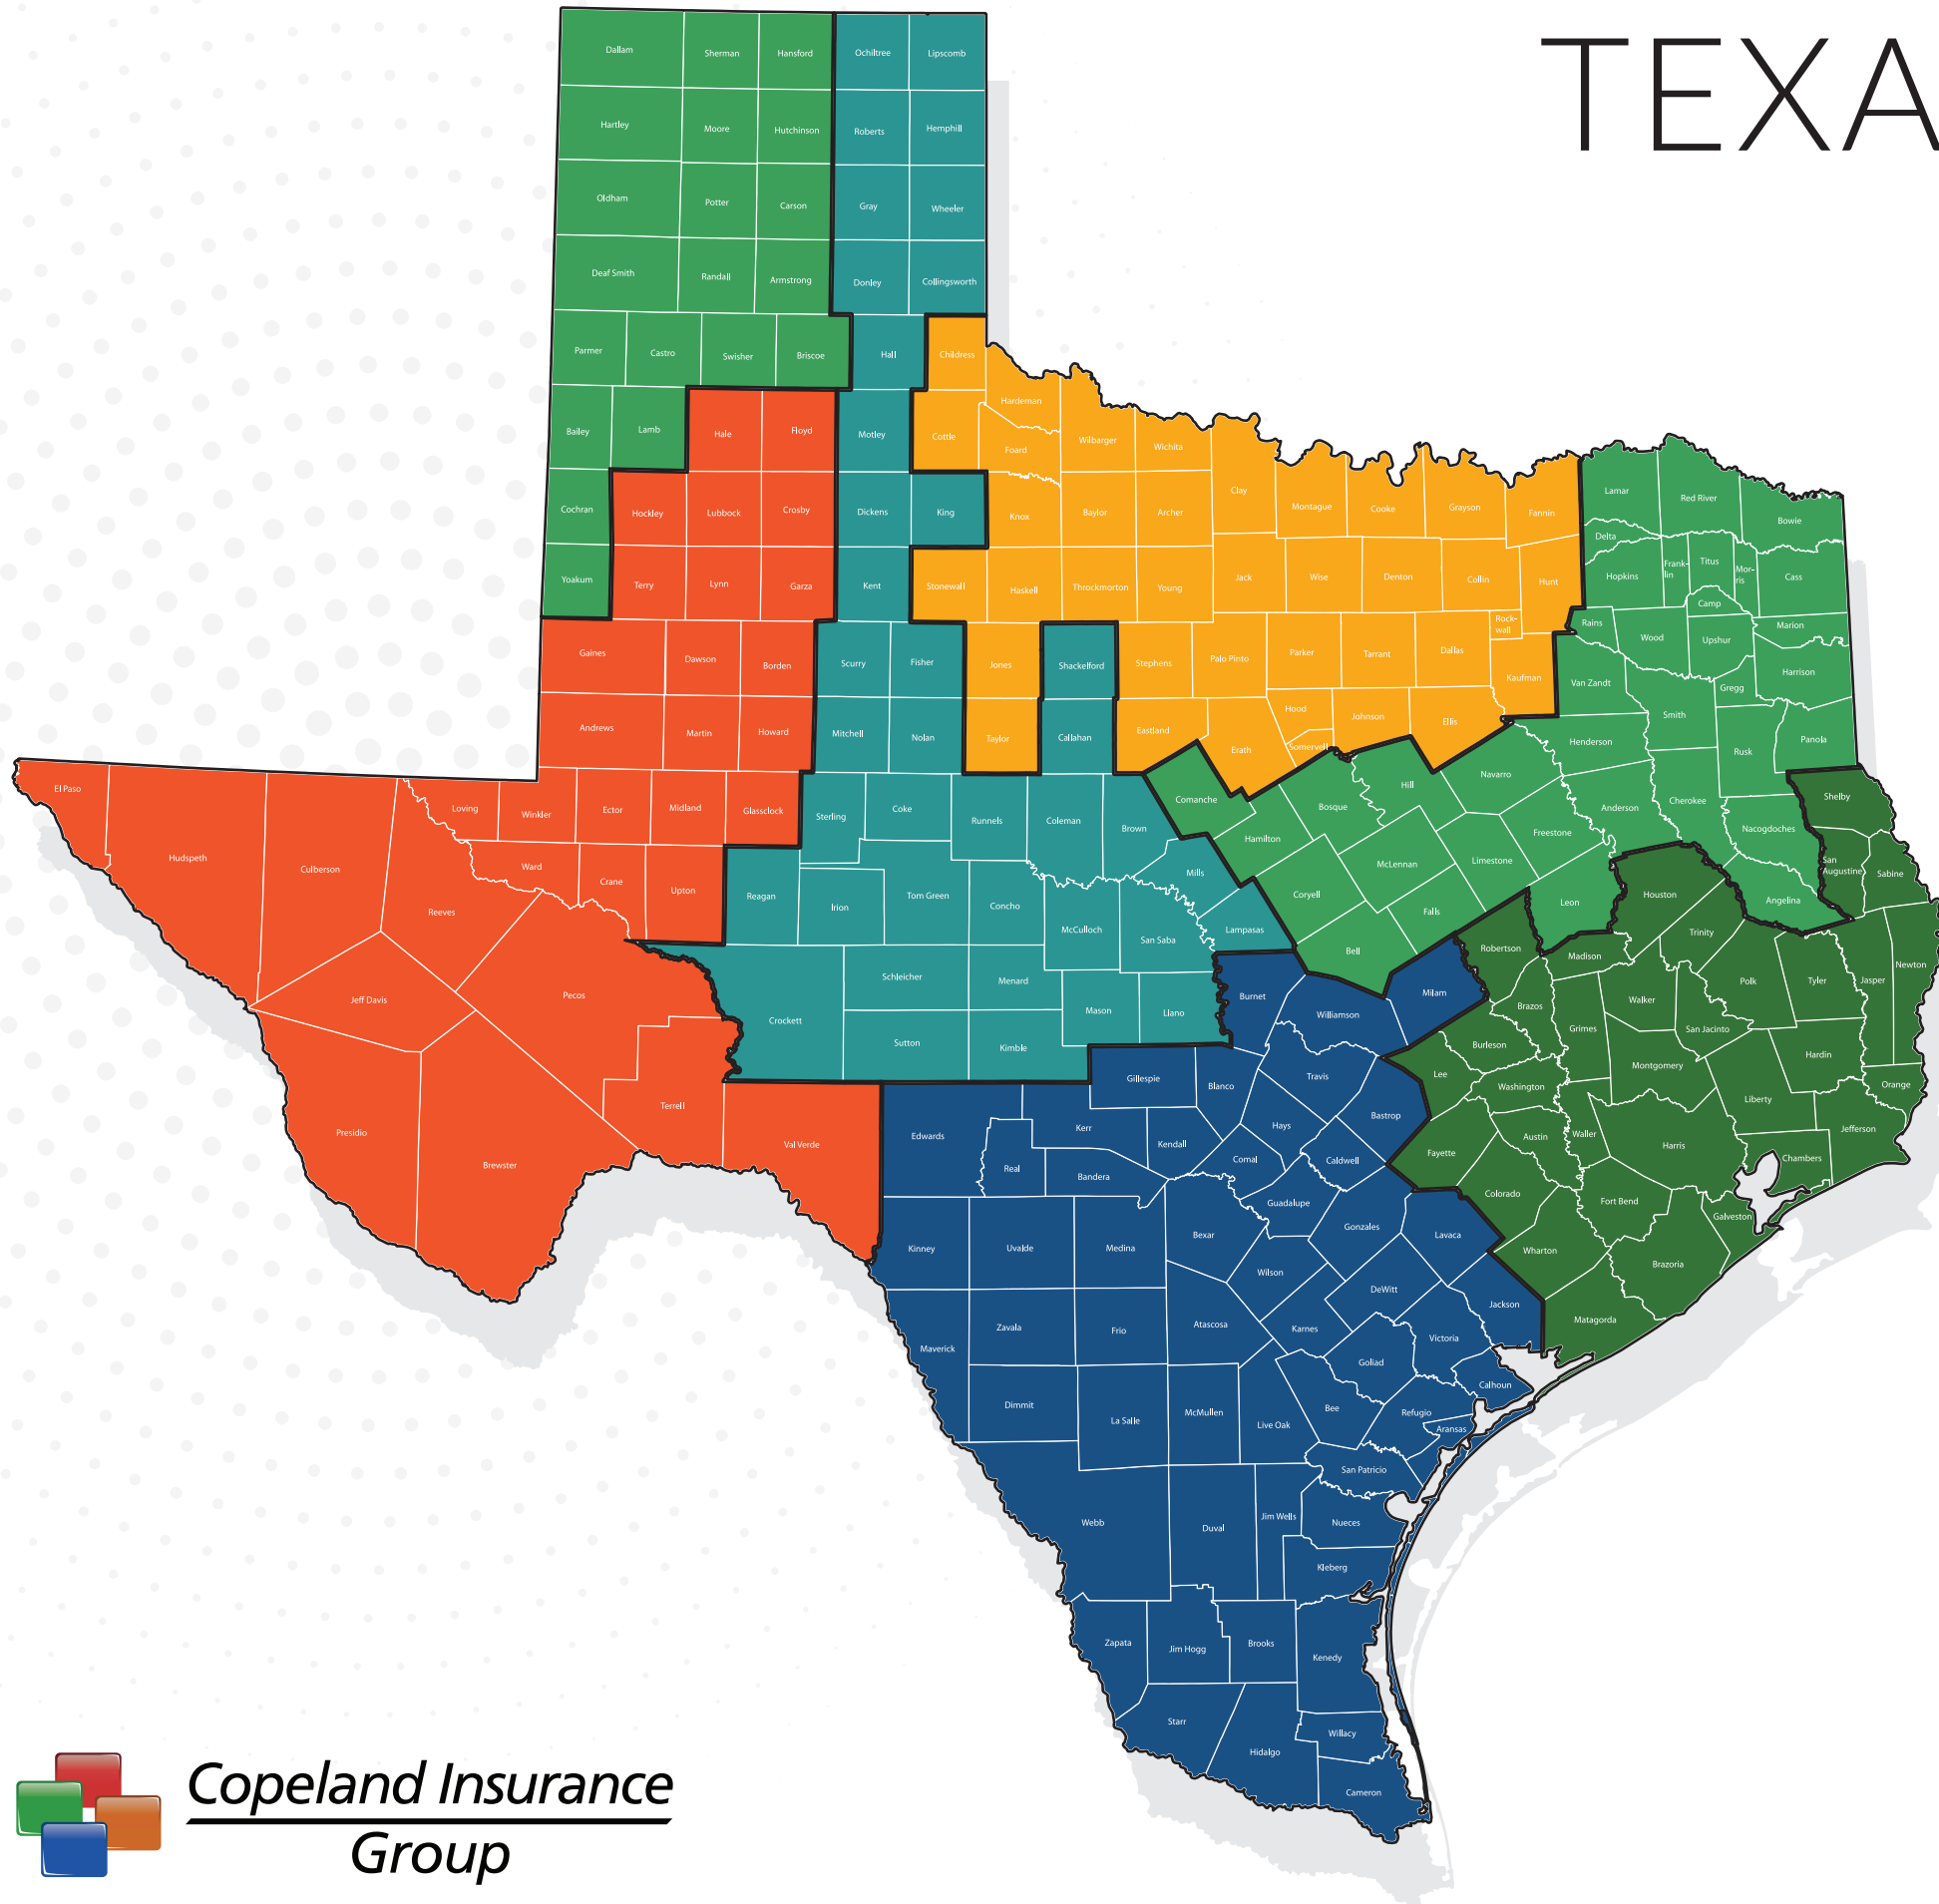 TEXA
Dallam Sherman Hansford Ochiltree Lipscomb
Hartley Moore Hutchinson Roberts Hemphill
Oldham Potter Carson Gray Wheeler
Deaf Smith Randall Armstrong Donley Collingsworth
Parmer Castro Swisher Briscoe Hall Childress
Hardeman
Bailey Lamb Hale Floyd Motley Cottle Foard Wilbarger Wichita
Clay Montague Cooke Grayson Fannin Lamar Red River Bowie
Cochran Hockley Lubbock Crosby Dickens King Knox Baylor Archer
Delta
Yoakum Terry Lynn Garza Kent Stonewall Haskell Throckmorton Young Jack Wise Denton Collin Hunt Hopkins
Frank-
lin
Titus
Mor-
ris
Cass
Camp
Rock-
wall
Rains Wood Upshur Marion
Gaines Dawson Borden Scurry Fisher Jones Shackelford Stephens Palo Pinto Parker Tarrant Dallas Kaufman Van Zandt Gregg Harrison
Andrews Martin Howard Mitchell Nolan Taylor Callahan Eastland Erath Hood Somervell Johnson Ellis Henderson Smith Rusk Panola
El Paso Hudspeth Culberson Reeves Loving Winkler Ector Midland Glassclock Sterling Coke Runnels Coleman Brown Comanche Hamilton Bosque Hill Navarro Freestone Anderson Cherokee Nacogdoches Shelby
San
Augustine
Sabine
Ward Crane Upton Reagan Irion Tom Green Concho McCulloch San Saba Mills Lampasas Coryell McLennan Limestone Falls Bell Leon Houston Angelina
Jeff Davis Pecos Crockett Schleicher Menard Mason Llano Burnet Williamson Milam Robertson Madison Trinity Polk Tyler Jasper Newton
Sutton Kimble Brazos Grimes Walker San Jacinto Hardin
Presidio Brewster Terrell Val Verde Edwards Real Kerr Bandera Gillespie Kendall Blanco Comal Hays Travis Bastrop Caldwell Lee Burleson Washington Montgomery Liberty Orange Jefferson
Fayette Austin Waller Harris Chambers
Kinney Uvalde Medina Bexar Guadalupe Gonzales Lavaca Colorado Fort Bend Galveston
Wilson Wharton Brazoria
Maverick Zavala Frio Atascosa Karnes DeWitt Victoria Jackson Matagorda
Goliad Calhoun
Dimmit La Salle McMullen Live Oak Bee Refugio Aransas
San Patricio
Webb Duval Jim Wells Nueces
Kleberg
Zapata Jim Hogg Brooks Kenedy
Starr Hidalgo Willacy
Cameron
Copeland Insurance
Group